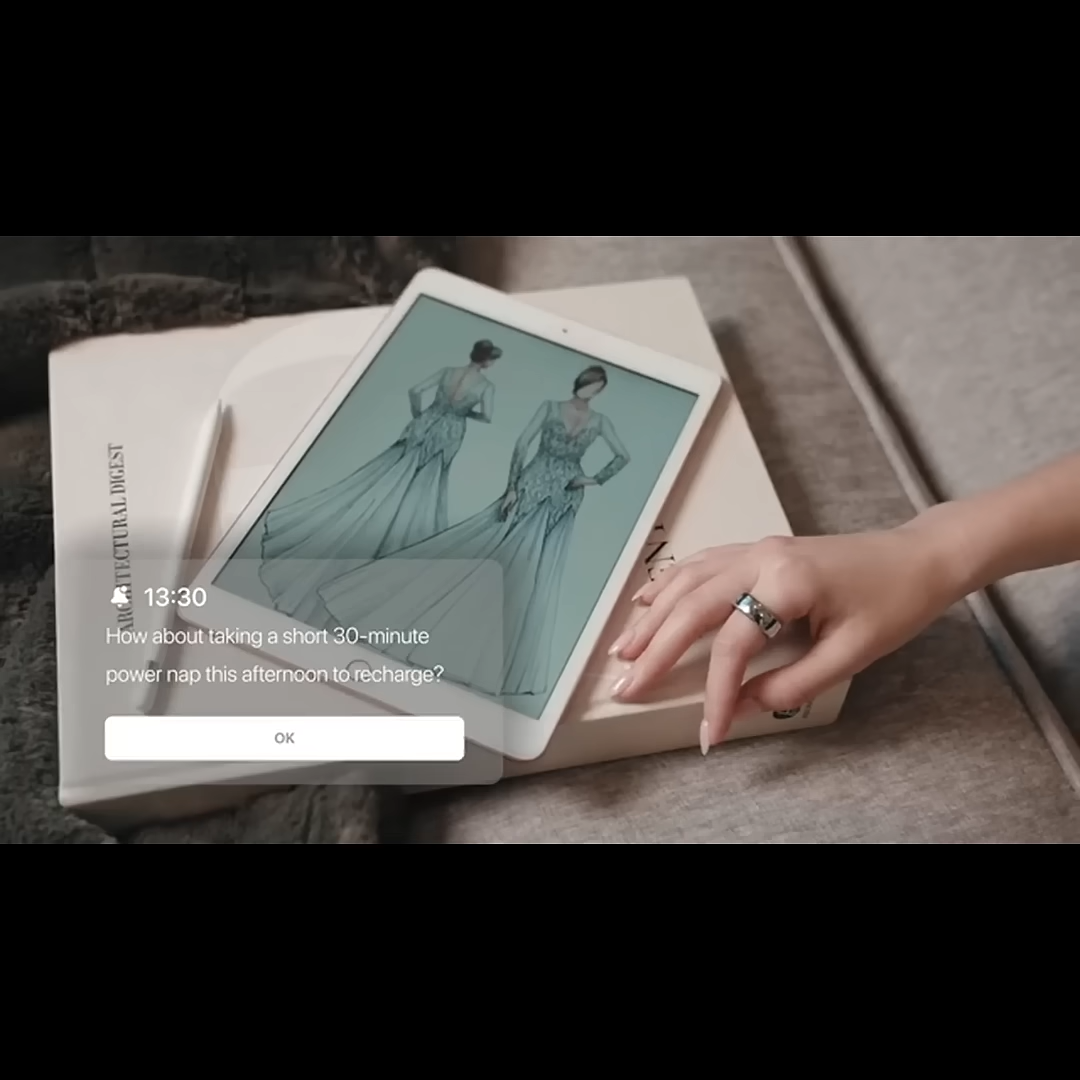 ARCHITECTURAL DIGEST
13:30
How about taking a short 30-minute
power nap this afternoon to recharge?
OK